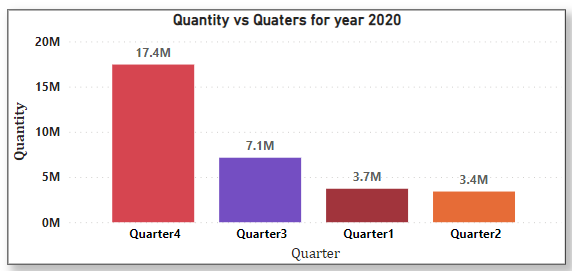 Quantity vs Quaters for year 2020
20M
15M
10M
5M
0M
Quantity
17.4M
7.1M
3.7M
3.4M
Quarter4 Quarter3 Quarter1 Quarter2
Quarter